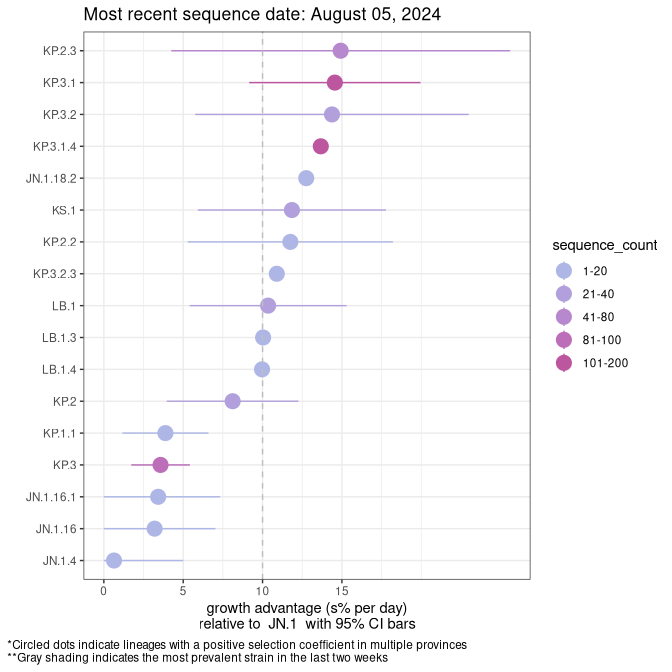 Most recent sequence date: August 05, 2024
KP.2.3
KP.3.1
KP.3.2
KP.3.1.4
JN.1.18.2
KS.1
KP.2.2
KP.3.2.3
LB.1
LB.1.3
LB.1.4
KP.2
KP.1.1
KP.3
JN.1.16.1
JN.1.16
JN.1.4
0 5 10 15
growth advantage (s% per day)
relative to JN.1 with 95% CI bars
sequence_count
1-20
21-40
41-80
81-100
101-200
*Circled dots indicate lineages with a positive selection coefficient in multiple provinces
**Gray shading indicates the most prevalent strain in the last two weeks